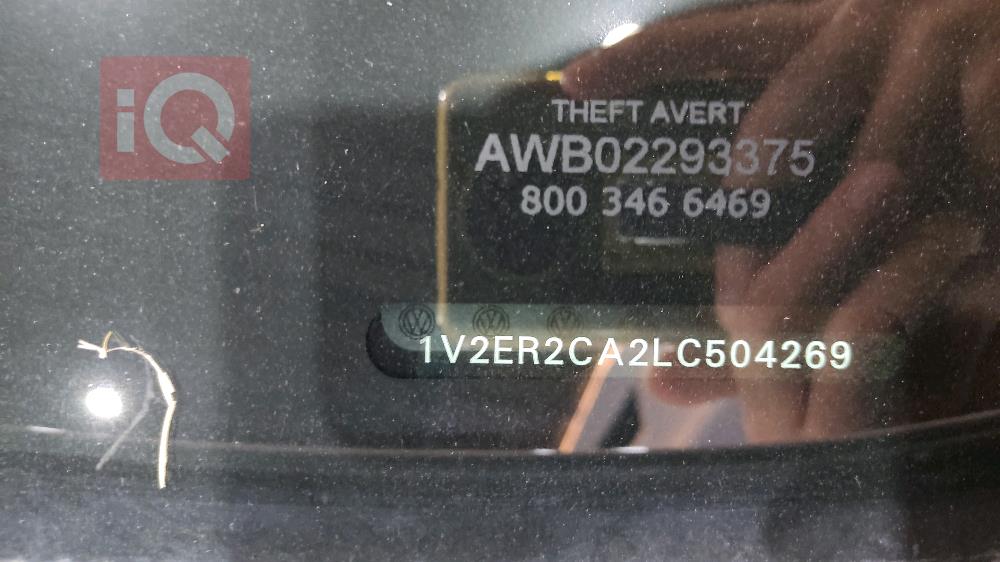 iQ
THEFT AVERT
AWB02293375
800 346 6469
1V2ER2CA2LC504269